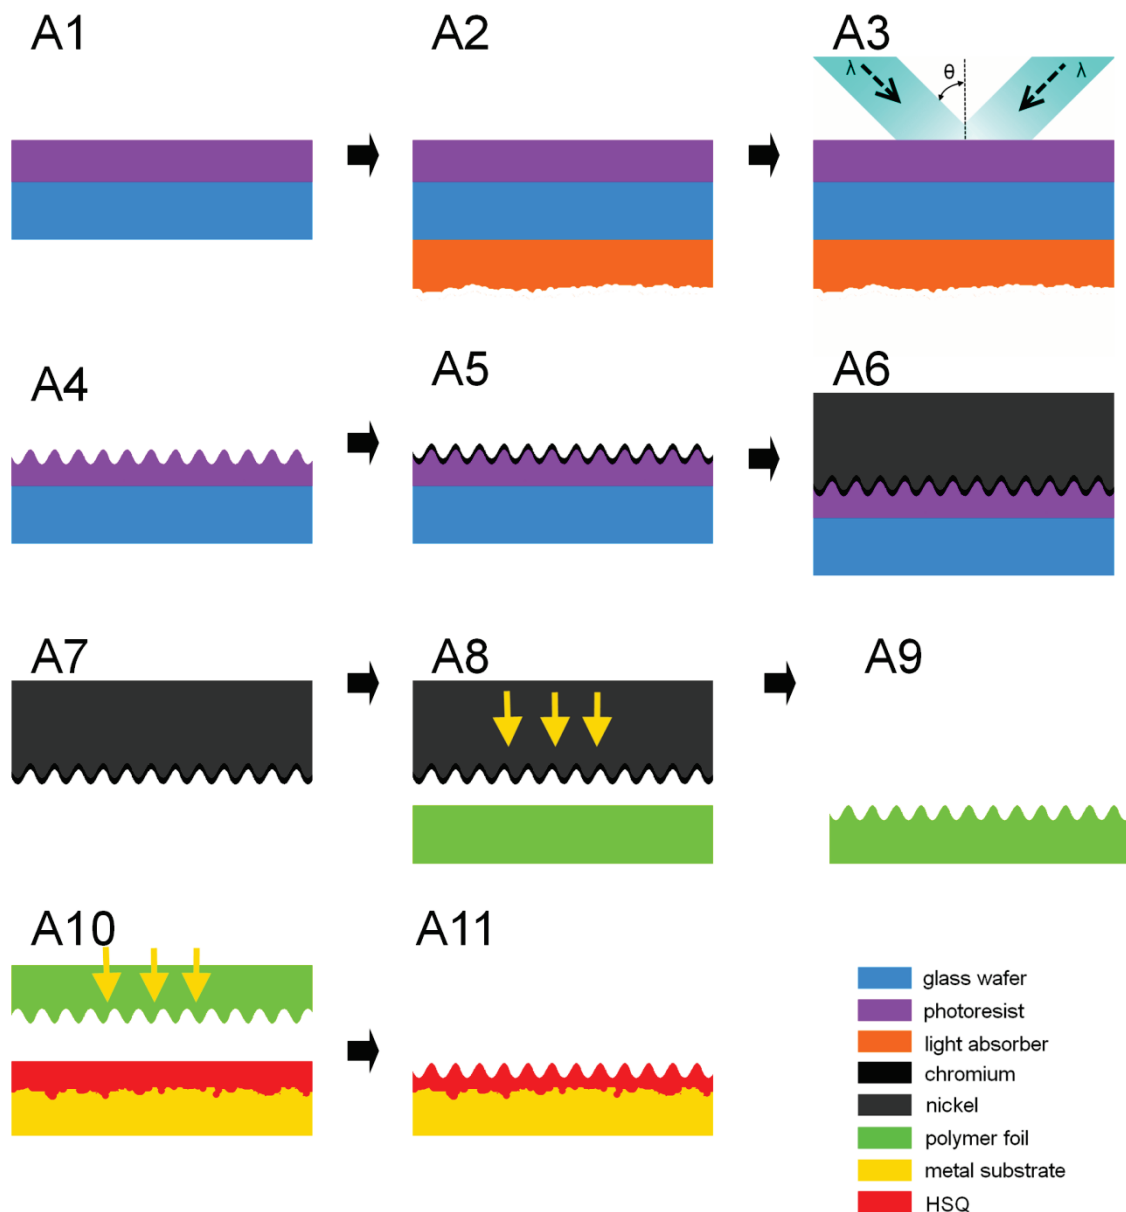 A1
A2
A3
λ
θ
λ
A4
A5
A6
A7
A8
A9
A10
A11
glass wafer
photoresist
light absorber
chromium
nickel
polymer foil
metal substrate
HSQ